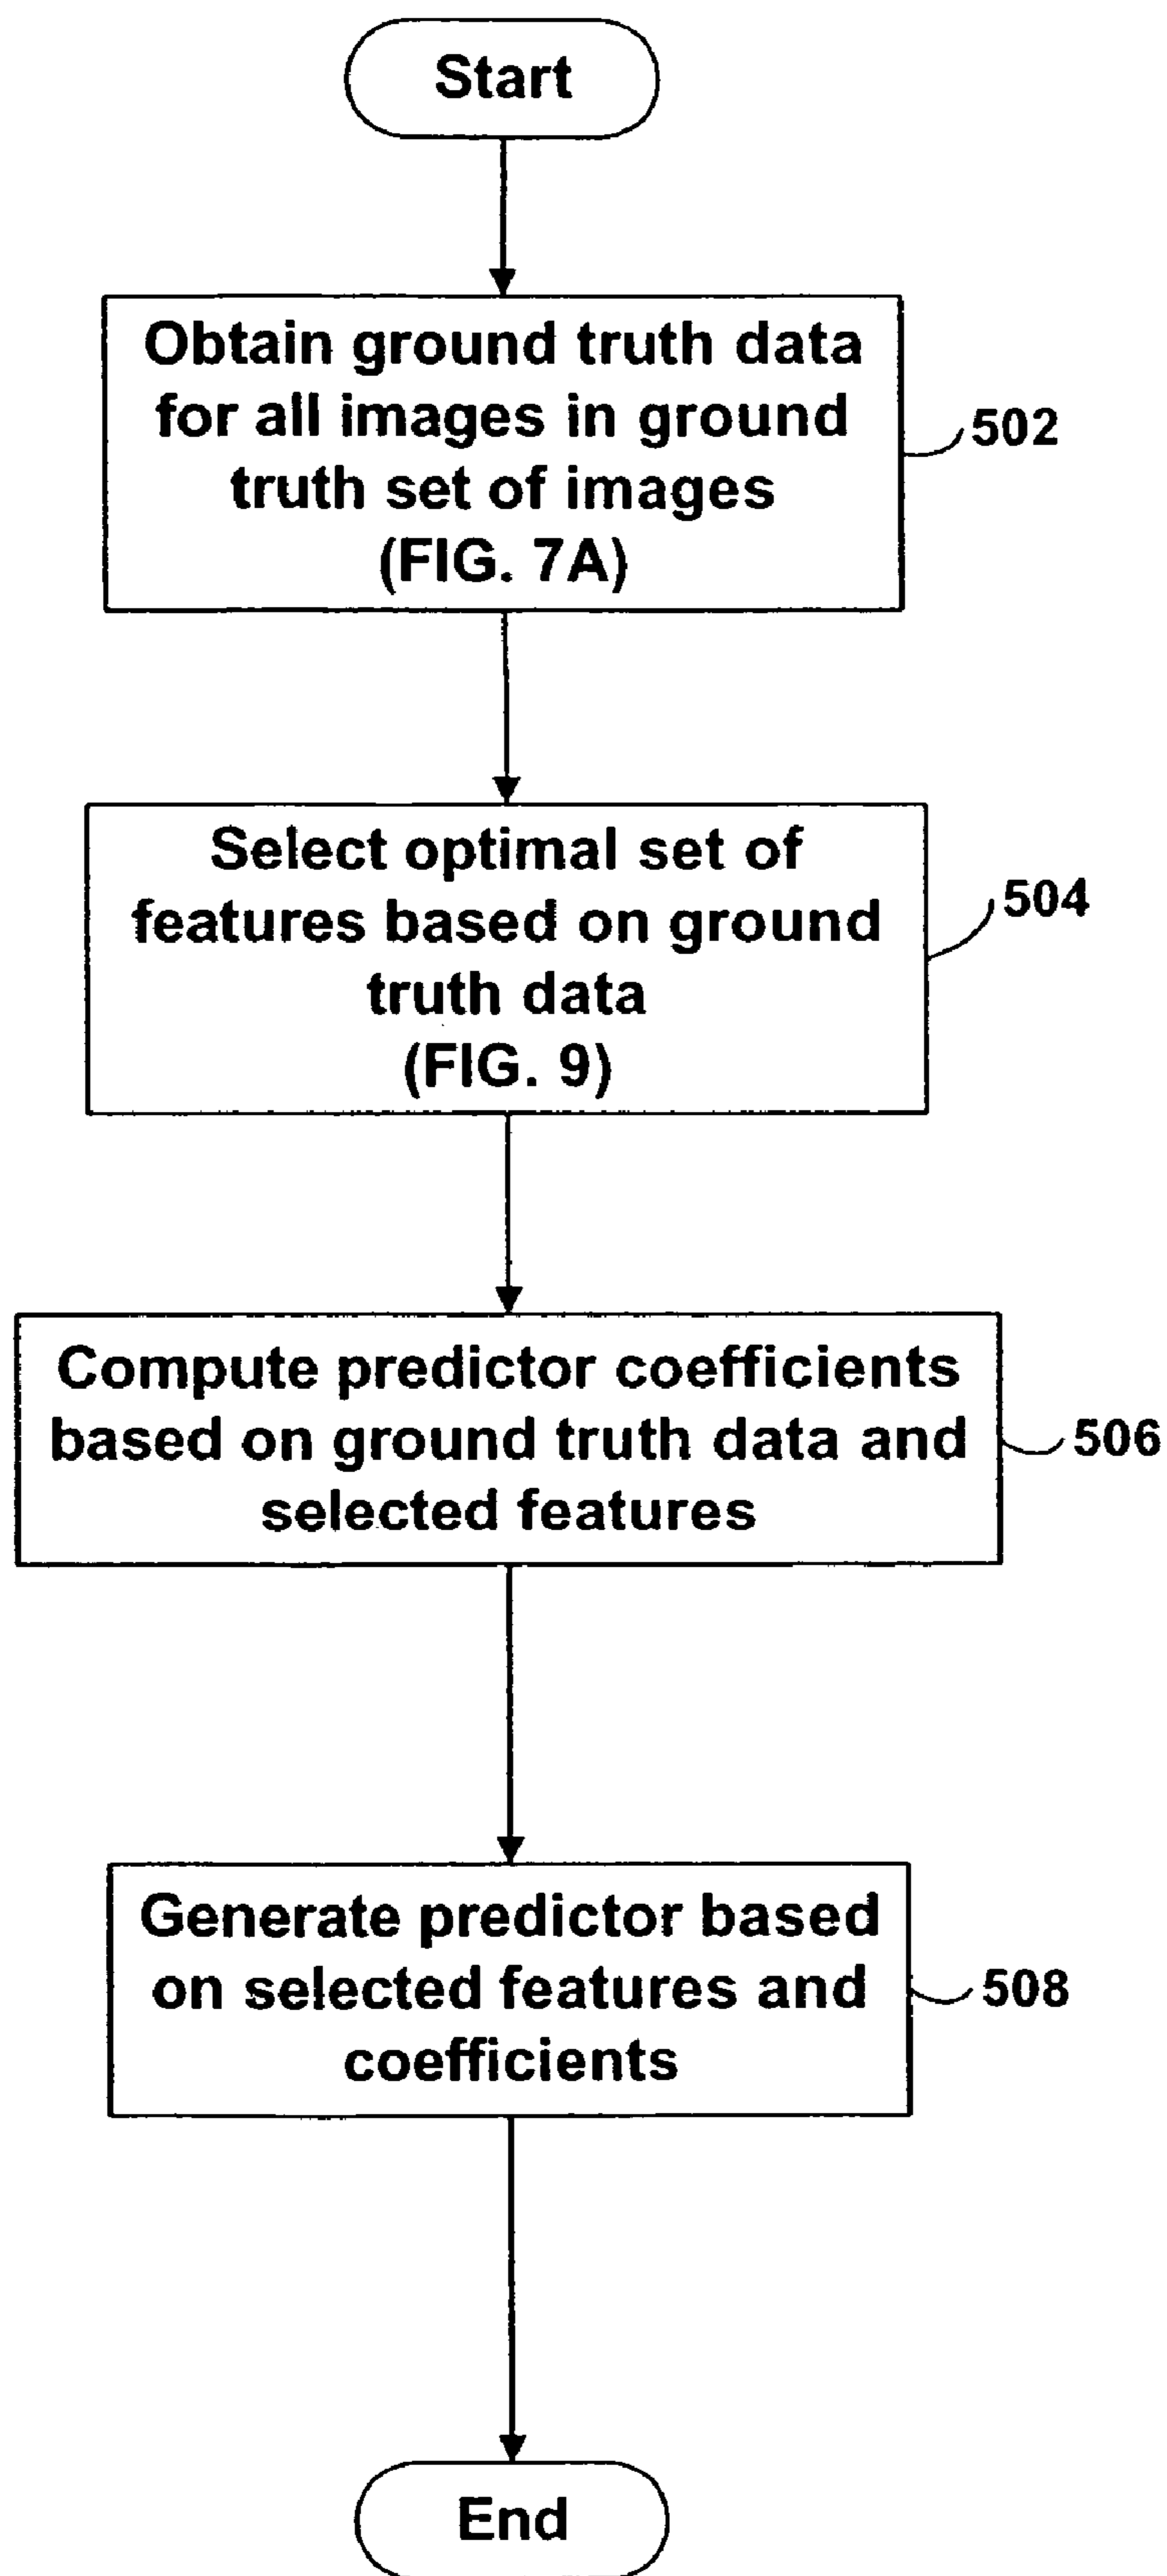 Start
Obtain ground truth data
for all images in ground
truth set of images
(FIG. 7A)
502
Select optimal set of
features based on ground
truth data
(FIG. 9)
504
Compute predictor coefficients
based on ground truth data and
selected features
506
Generate predictor based
on selected features and
coefficients
508
End